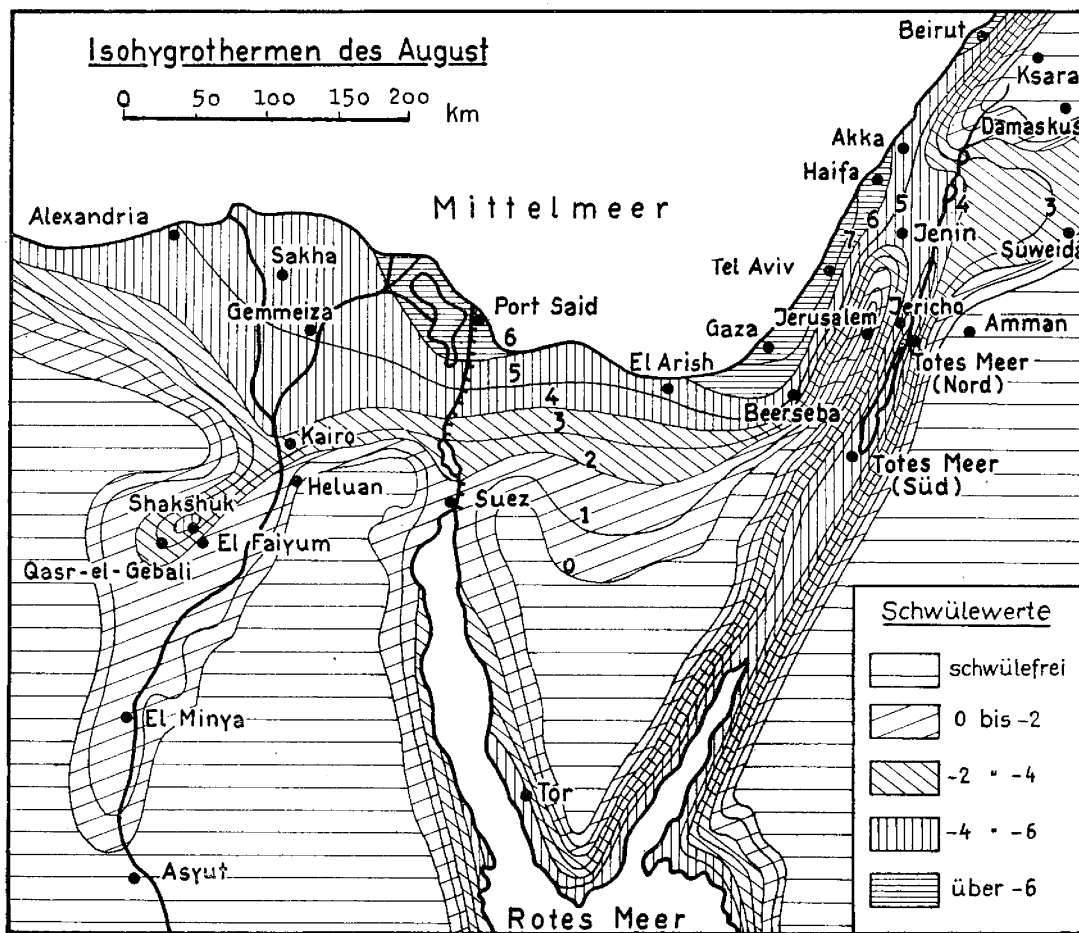 Isohygrothermen des August
0 50 100 150 200 km
Beirut
Ksara
Damaskus
Akka
Haifa
Mittelmeer
Alexandria
Sakha
Gemmeiza
Port Said
6
5
4
3
2
1
0
7
6
5
4
3
Jenin
Suweida
Tel Aviv
Gaza
Jerusalem
Jericho
Amman
El Arish
Beerseba
Totes Meer
(Nord)
Totes Meer
(Süd)
Kairo
Heluan
Suez
Shakshuk
El Faiyum
Qasr-el-Gebali
El Minya
Asyut
Tor
Rotes Meer
Schwülewerte
schwülefrei
0 bis -2
-2 " -4
-4 " -6
über -6